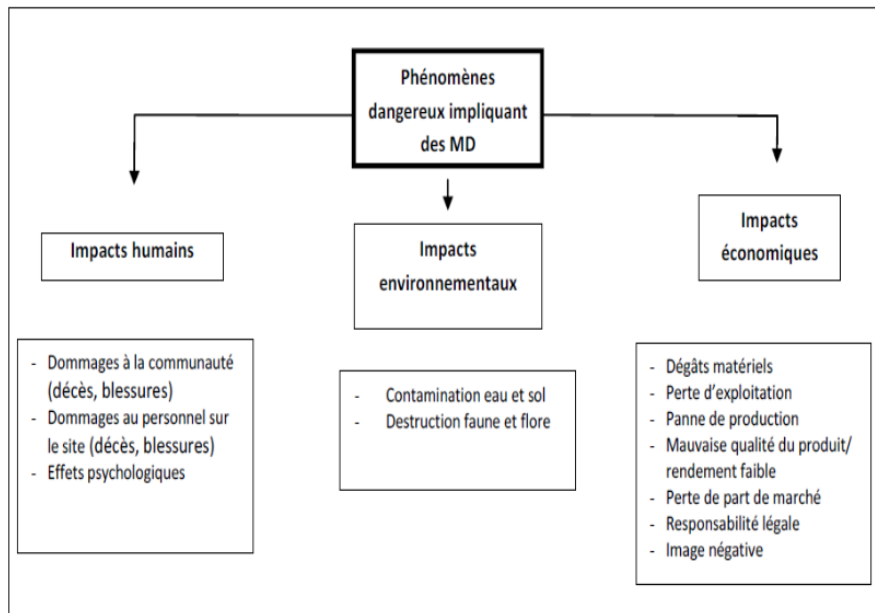 Phénomènes
dangereux impliquant
des MD
Impacts humains
Impacts
environnementaux
Impacts
économiques
- Dommages à la communauté
(décès, blessures)
- Dommages au personnel sur
le site (décès, blessures)
- Effets psychologiques
- Contamination eau et sol
- Destruction faune et flore
- Dégâts matériels
- Perte d'exploitation
- Panne de production
- Mauvaise qualité du produit/
rendement faible
- Perte de part de marché
- Responsabilité légale
- Image négative